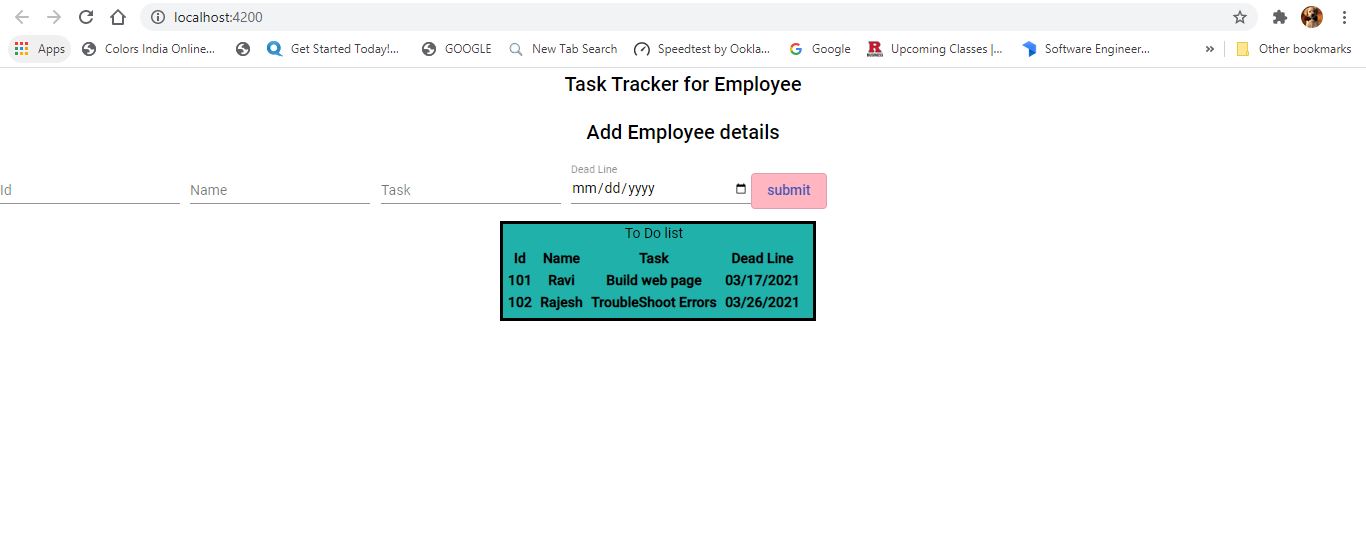 localhost:4200
Apps Colors India Online... Get Started Today!... GOOGLE New Tab Search Speedtest by Ookla... Google R BUSINESS Upcoming Classes |... Software Engineer... » Other bookmarks
Task Tracker for Employee
Add Employee details
Dead Line
Id Name Task mm/dd/yyyy submit
To Do list
Id Name Task Dead Line
101 Ravi Build web page 03/17/2021
102 Rajesh TroubleShoot Errors 03/26/2021